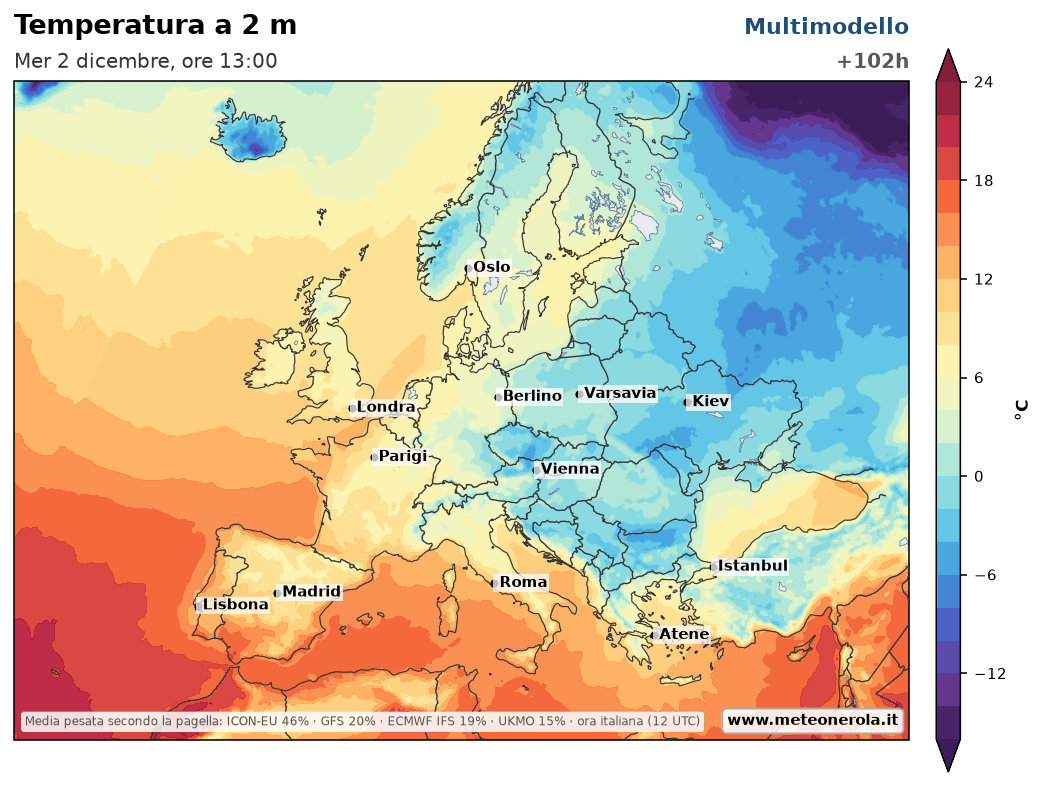 Temperatura a 2 m
Multimodello
Mer 2 dicembre, ore 13:00
+102h
24
18
12
6
0
−6
−12
°C
Oslo
Berlino
Varsavia
Kiev
Londra
Parigi
Vienna
Istanbul
Roma
Madrid
Lisbona
Atene
Media pesata secondo la pagella: ICON-EU 46% · GFS 20% · ECMWF IFS 19% · UKMO 15% · ora italiana (12 UTC)
www.meteonerola.it